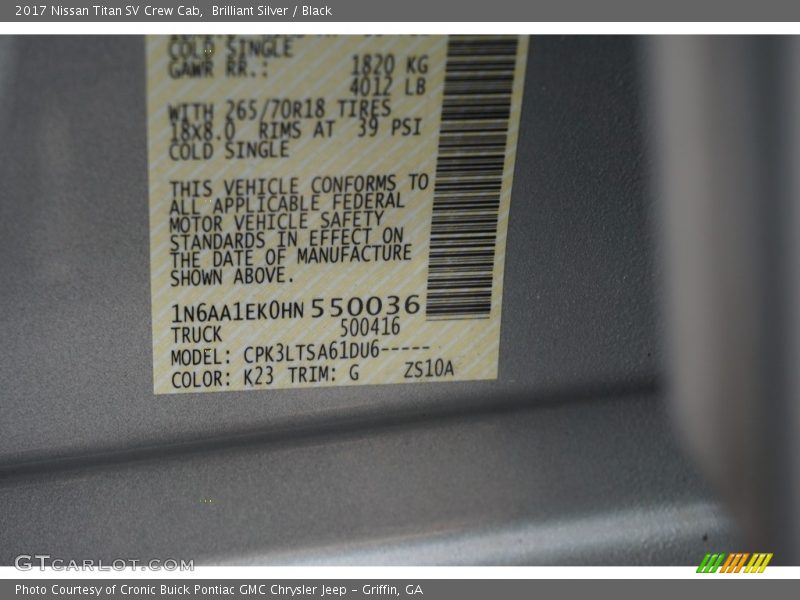 2017 Nissan Titan SV Crew Cab,  Brilliant Silver / Black
COLD SINGLE
GAWR RR.:          1820 KG
4012 LB
WITH 265/70R18 TIRES
18X8.0  RIMS AT  39 PSI
COLD SINGLE
THIS VEHICLE CONFORMS TO
ALL APPLICABLE FEDERAL
MOTOR VEHICLE SAFETY
STANDARDS IN EFFECT ON
THE DATE OF MANUFACTURE
SHOWN ABOVE.
1N6AA1EK0HN 550036
TRUCK          500416
MODEL: CPK3LTSA61DU6-----
COLOR: K23 TRIM: G     ZS10A
GTCARLOT.COM
Photo Courtesy of Cronic Buick Pontiac GMC Chrysler Jeep – Griffin, GA